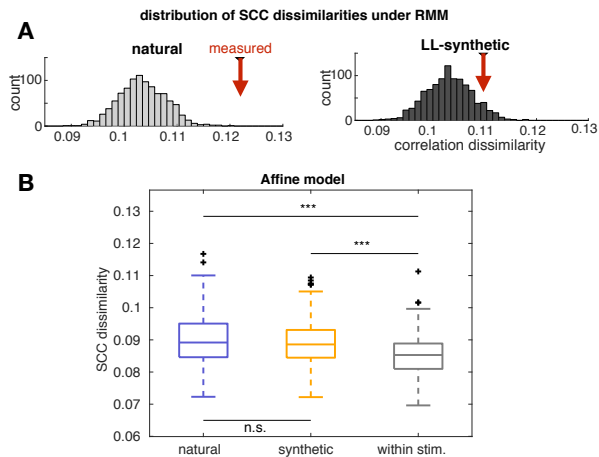 distribution of SCC dissimilarities under RMM
A
natural
measured
LL-synthetic
count
100
0
0.09
0.1
0.11
0.12
0.13
count
100
0
0.09
0.1
0.11
0.12
0.13
correlation dissimilarity
B
Affine model
SCC dissimilarity
0.13
0.12
0.11
0.1
0.09
0.08
0.07
0.06
***
***
n.s.
natural
synthetic
within stim.